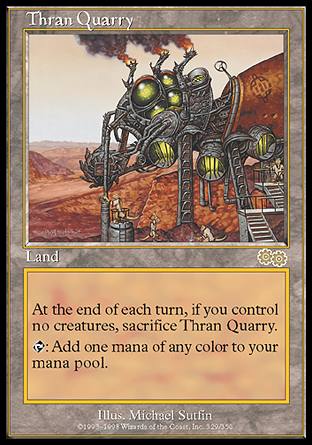 Thran Quarry
Land
At the end of each turn, if you control
no creatures, sacrifice Thran Quarry.
: Add one mana of any color to your
mana pool.
Illus. Michael Sutfin
©1993-1998 Wizards of the Coast, Inc. 329/350